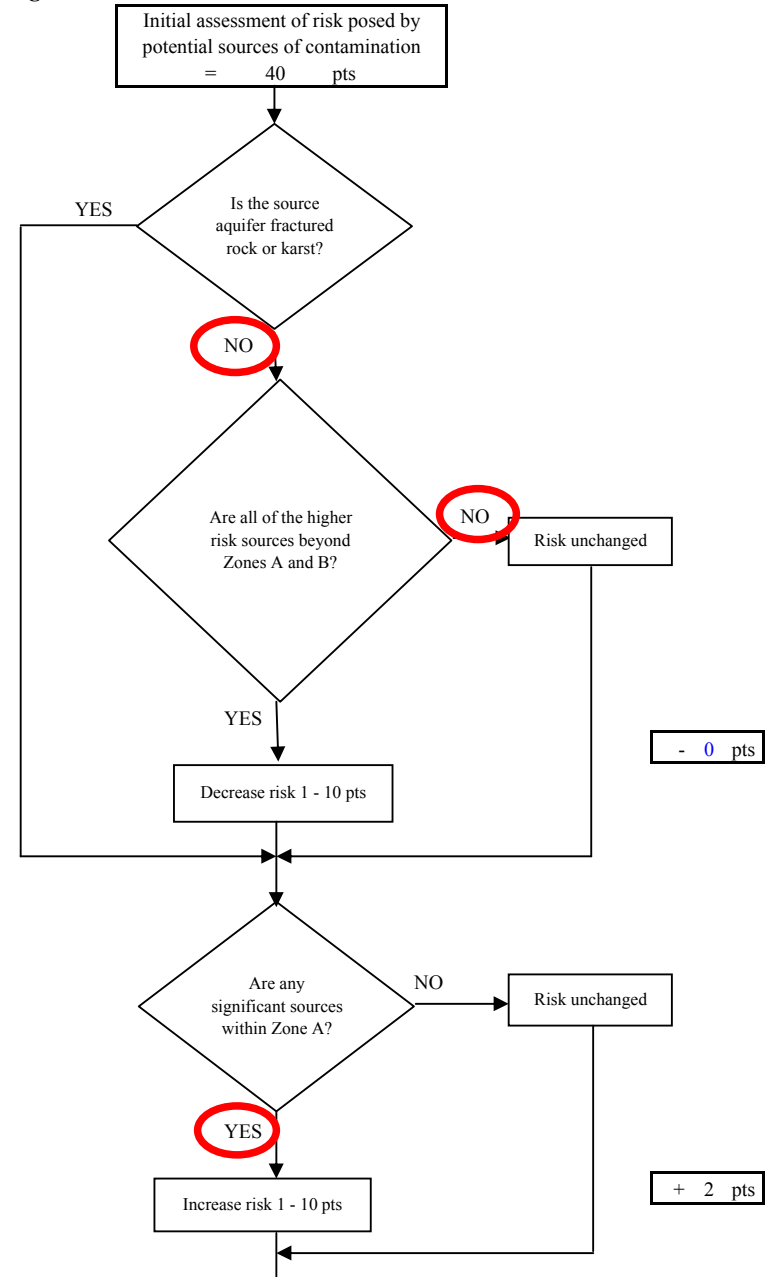 Initial assessment of risk posed by
potential sources of contamination
= 40 pts
YES
Is the source
aquifer fractured
rock or karst?
NO
Are all of the higher
risk sources beyond
Zones A and B?
NO
Risk unchanged
YES
- 0 pts
Decrease risk 1 - 10 pts
Are any
significant sources
within Zone A?
NO
Risk unchanged
YES
Increase risk 1 - 10 pts
+ 2 pts